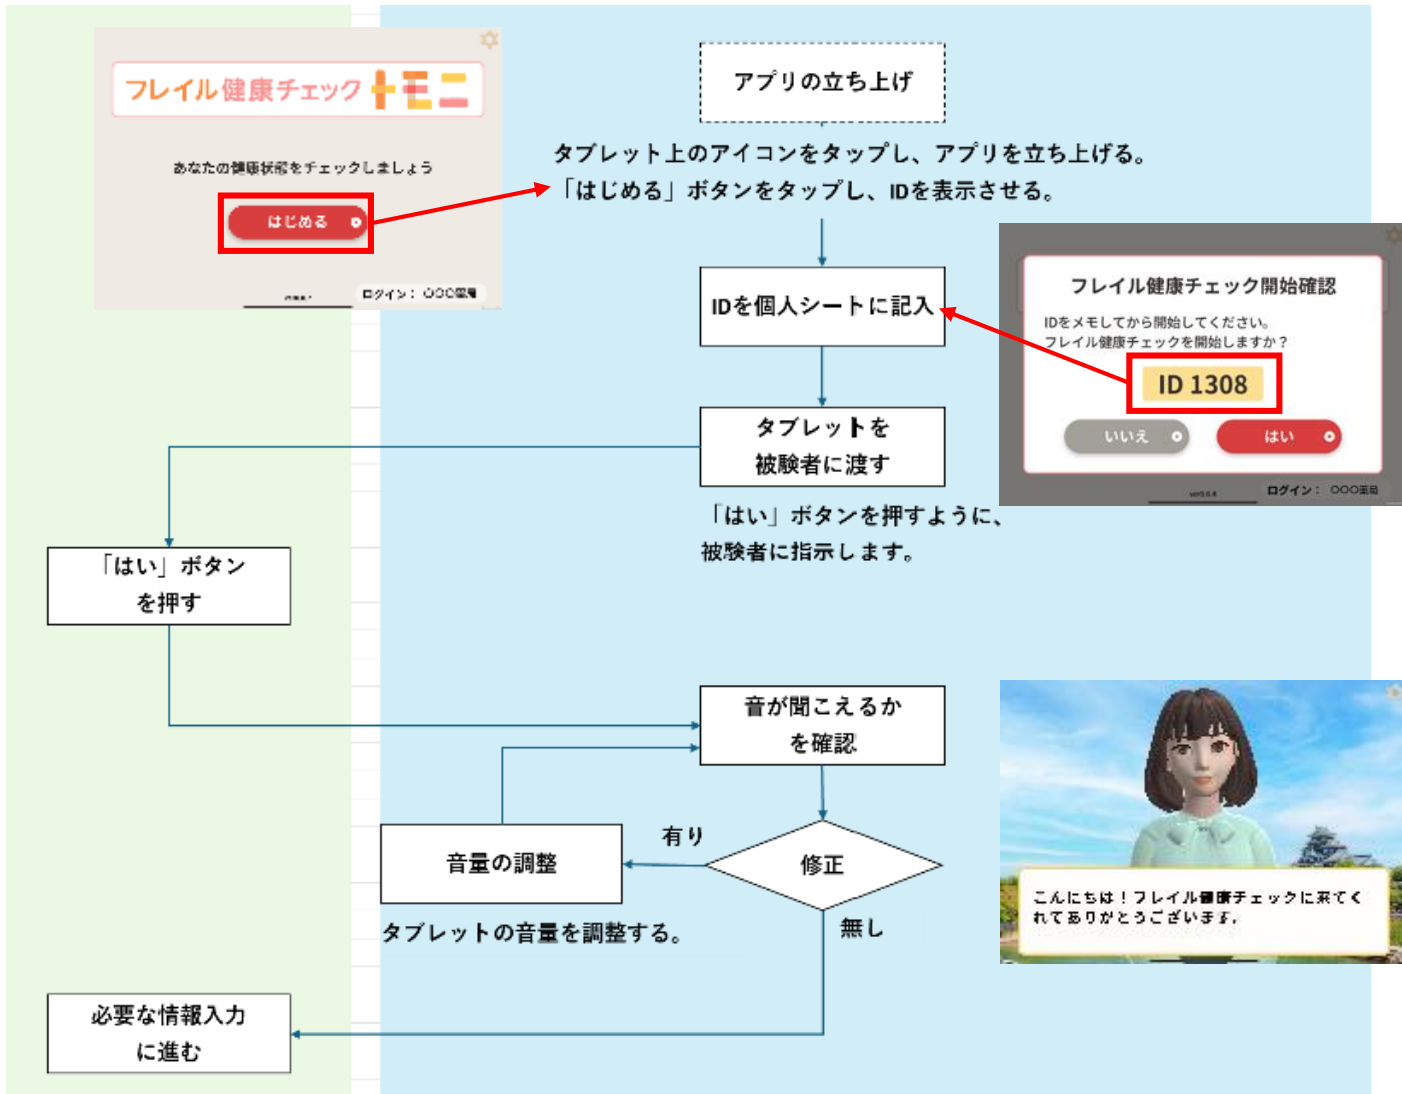 フレイル健康チェック トモニ
あなたの健康状態をチェックしましょう
はじめる
ログイン： 〇〇〇薬局
アプリの立ち上げ
タブレット上のアイコンをタップし、アプリを立ち上げる。
「はじめる」ボタンをタップし、IDを表示させる。
IDを個人シートに記入
フレイル健康チェック開始確認
IDをメモしてから開始してください。
フレイル健康チェックを開始しますか？
ID 1308
いいえ
はい
ログイン： 〇〇〇薬局
タブレットを
被験者に渡す
「はい」ボタンを押すように、
被験者に指示します。
「はい」ボタン
を押す
音が聞こえるか
を確認
有り
修正
音量の調整
タブレットの音量を調整する。
無し
こんにちは！フレイル健康チェックに来てく
れてありがとうございます。
必要な情報入力
に進む